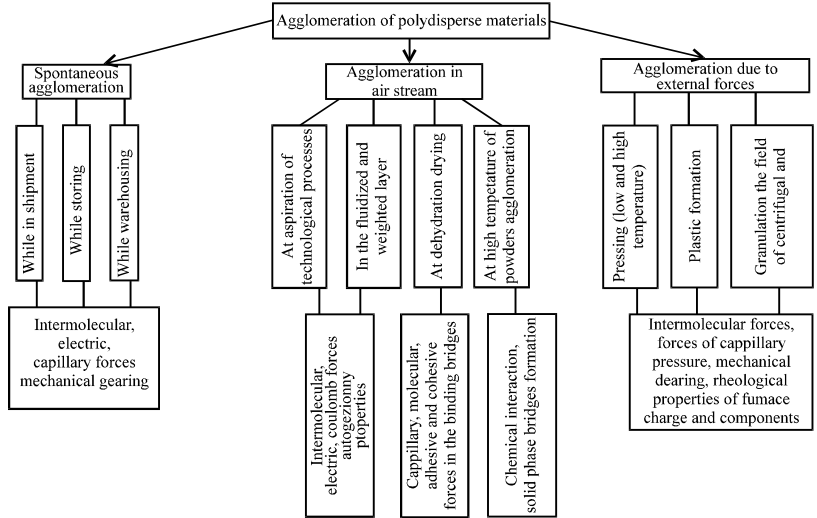 Agglomeration of polydisperse materials
Spontaneous
agglomeration
Agglomeration in
air stream
Agglomeration due to
external forces
While in shipment
While storing
While warehousing
At aspiration of
technological processes
In the fluidized and
weighted layer
At dehydration drying
At high tempetature of
powders agglomeration
Pressing (low and high
temperature)
Plastic formation
Granulation the field
of centrifugal and
Intermolecular,
electric,
capillary forces
mechanical gearing
Intermolecular,
electric, coulomb forces
autogezionny
ptoperties
Cappillary, molecular,
adhesive and cohesive
forces in the binding bridges
Chemical interaction,
solid phase bridges formation
Intermolecular forces,
forces of cappillary
pressure, mechanical
dearing, rheological
properties of fumace
charge and components